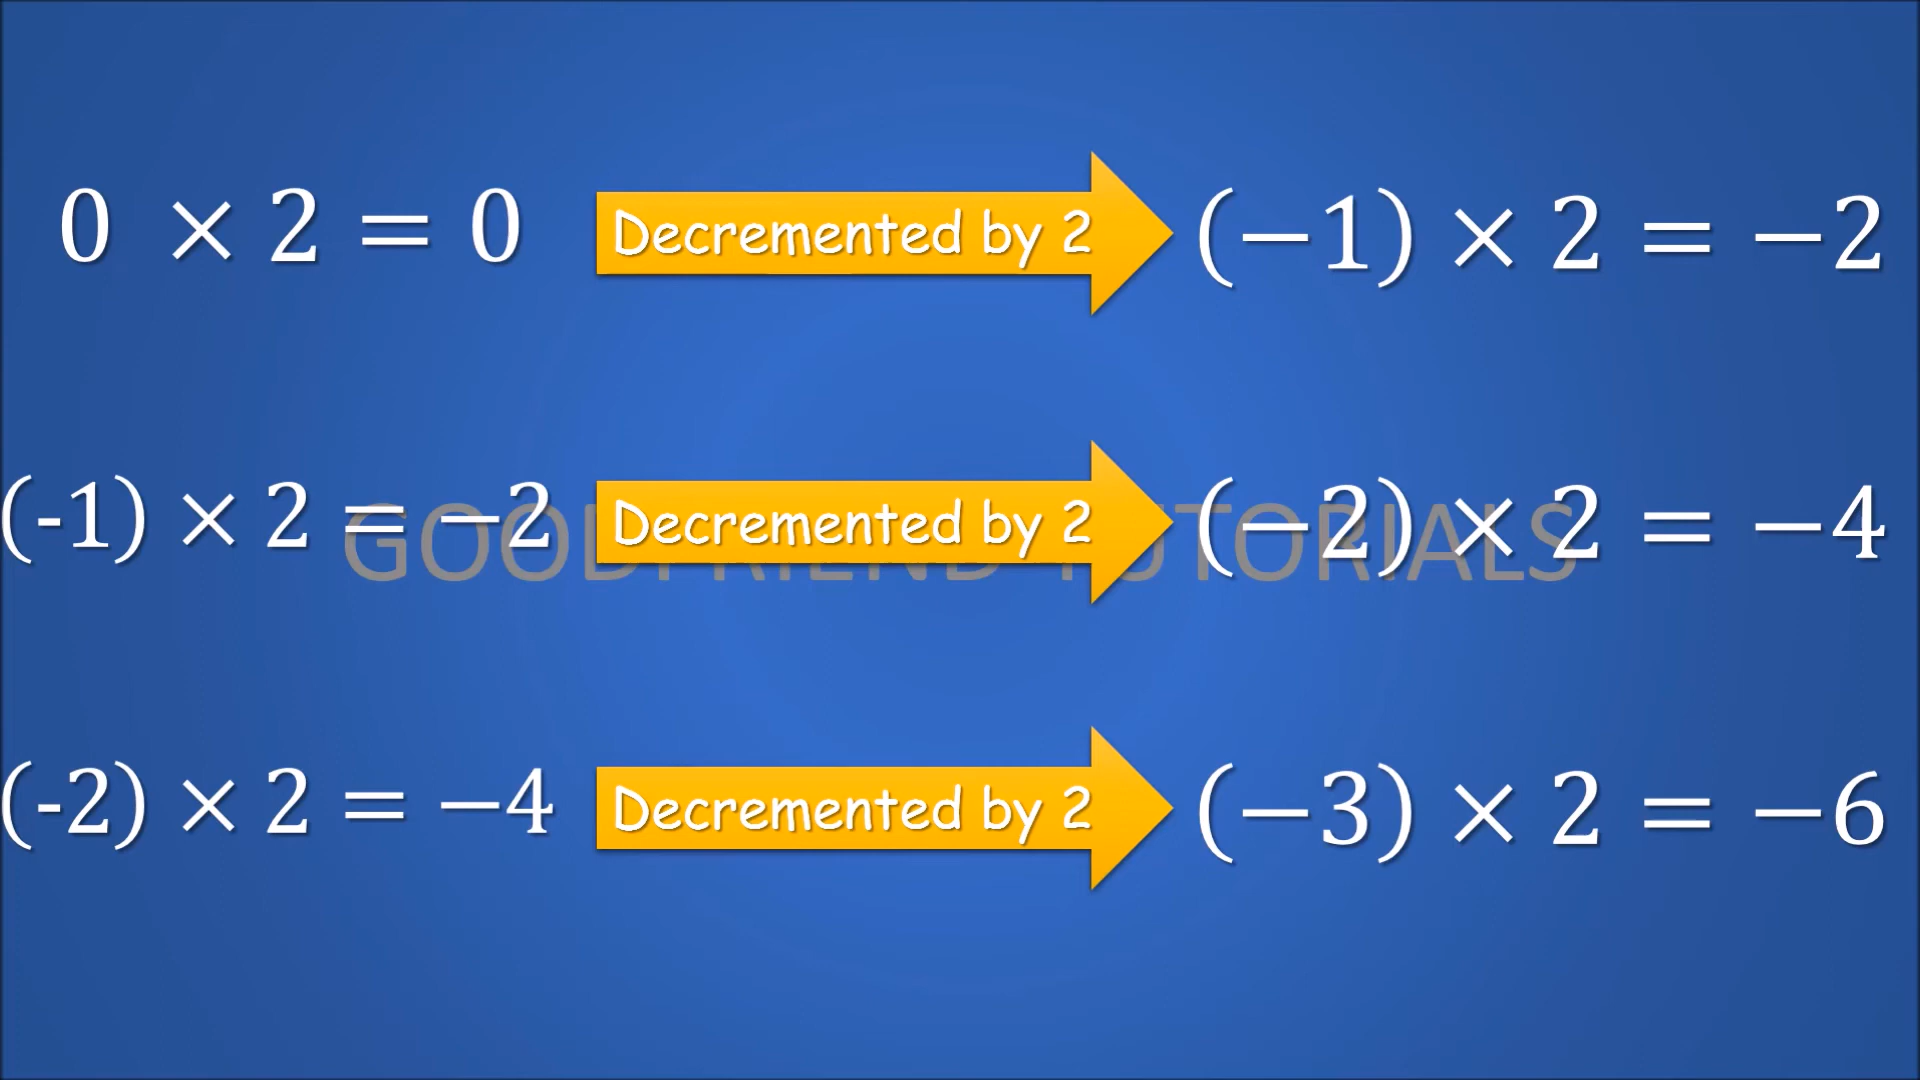 0 × 2 = 0 Decremented by 2 (−1) × 2 = −2
(-1) × 2 = −2 Decremented by 2 (−2) × 2 = −4
GOODFRIEND TUTORIALS
(-2) × 2 = −4 Decremented by 2 (−3) × 2 = −6